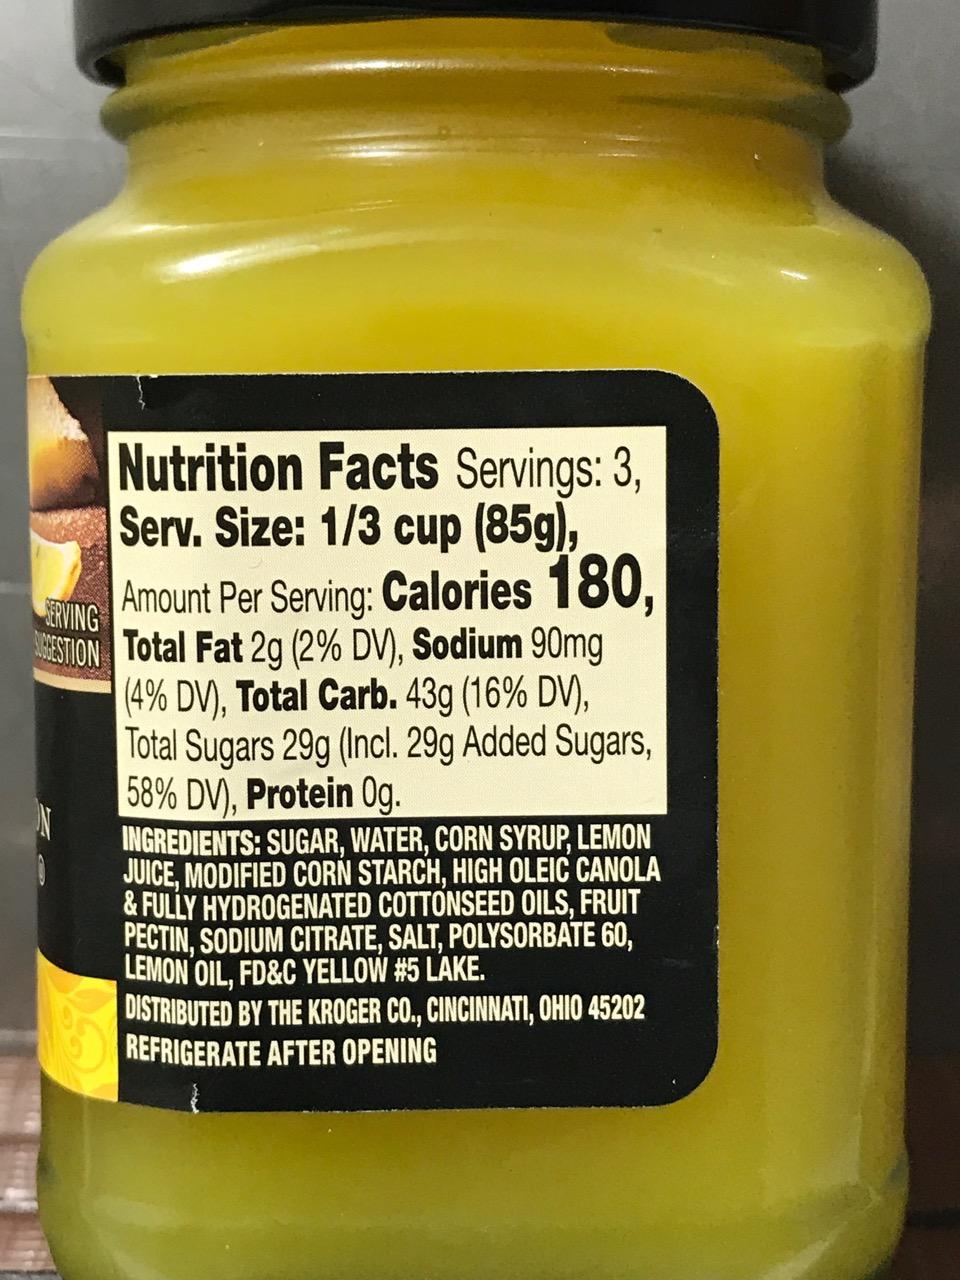 SERVING
SUGGESTION
Nutrition Facts Servings: 3,
Serv. Size: 1/3 cup (85g),
Amount Per Serving: Calories 180,
Total Fat 2g (2% DV), Sodium 90mg
(4% DV), Total Carb. 43g (16% DV),
Total Sugars 29g (Incl. 29g Added Sugars,
58% DV), Protein 0g.
INGREDIENTS: SUGAR, WATER, CORN SYRUP, LEMON
JUICE, MODIFIED CORN STARCH, HIGH OLEIC CANOLA
& FULLY HYDROGENATED COTTONSEED OILS, FRUIT
PECTIN, SODIUM CITRATE, SALT, POLYSORBATE 60,
LEMON OIL, FD&C YELLOW #5 LAKE.
DISTRIBUTED BY THE KROGER CO., CINCINNATI, OHIO 45202
REFRIGERATE AFTER OPENING